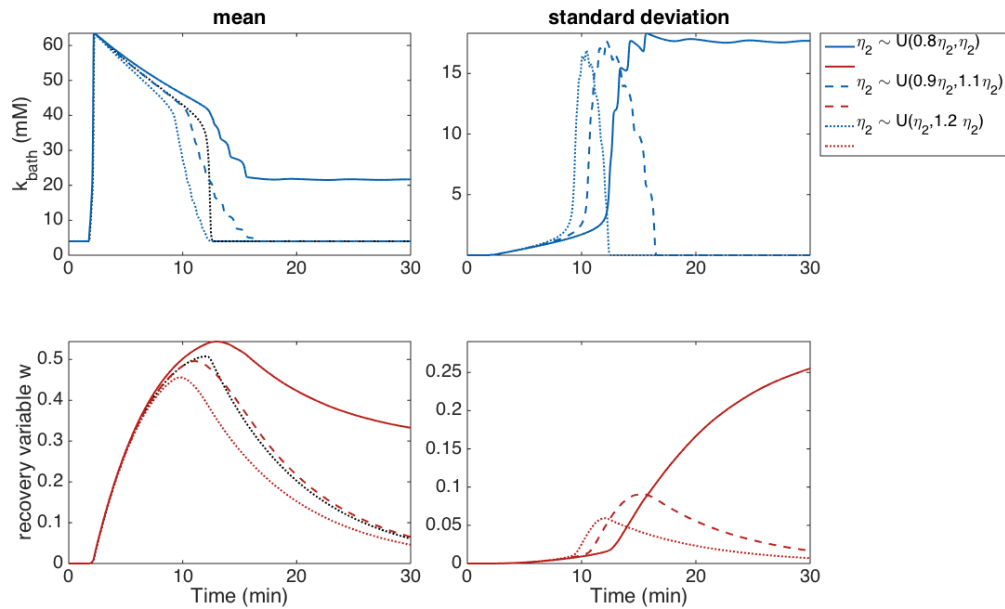 mean
standard deviation
η₂ ∼ U(0.8η₂,η₂)
η₂ ∼ U(0.9η₂,1.1η₂)
η₂ ∼ U(η₂,1.2 η₂)
k_bath (mM)
60
50
40
30
20
10
0
0 10 20 30
15
10
5
0 10 20 30
recovery variable w
0.5
0.4
0.3
0.2
0.1
0
0 10 20 30
Time (min)
0.25
0.2
0.15
0.1
0.05
0
0 10 20 30
Time (min)